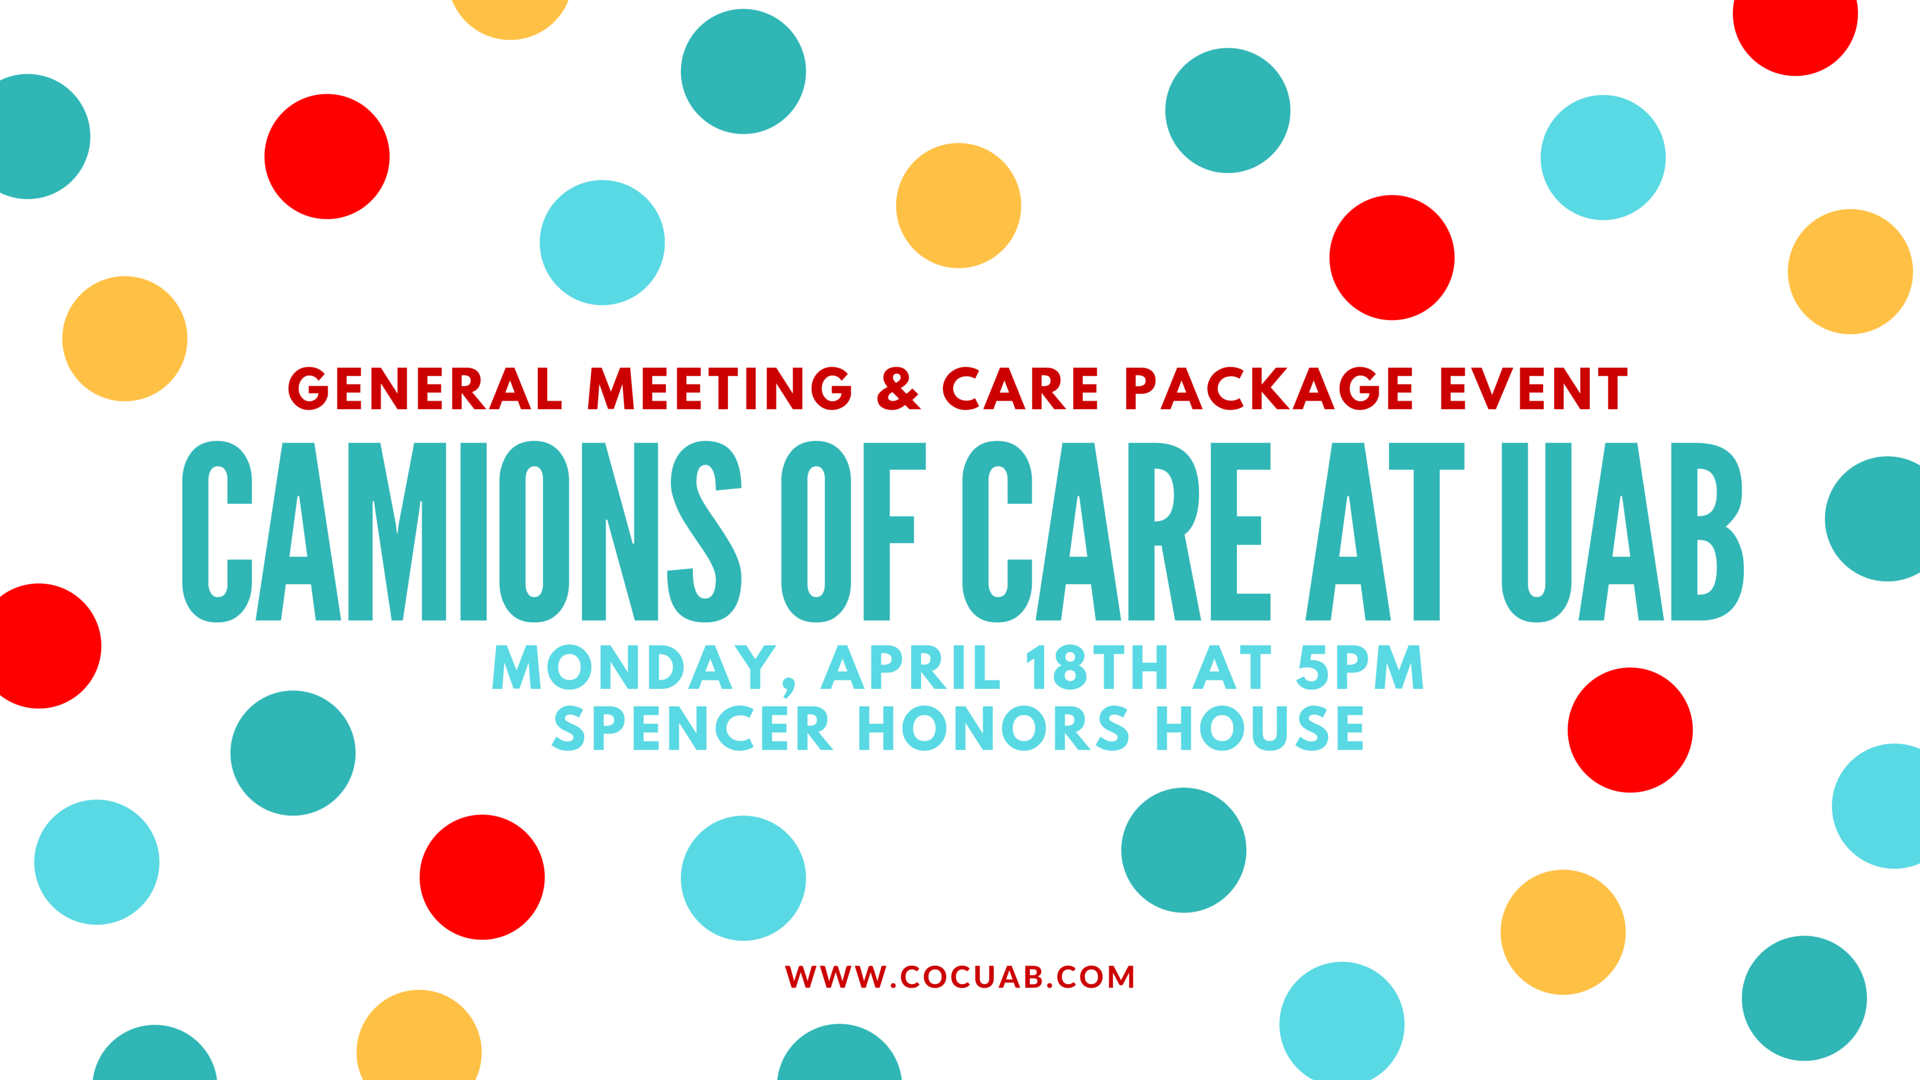 GENERAL MEETING & CARE PACKAGE EVENT
CAMIONS OF CARE AT UAB
MONDAY, APRIL 18TH AT 5PM
SPENCER HONORS HOUSE
WWW.COCUAB.COM